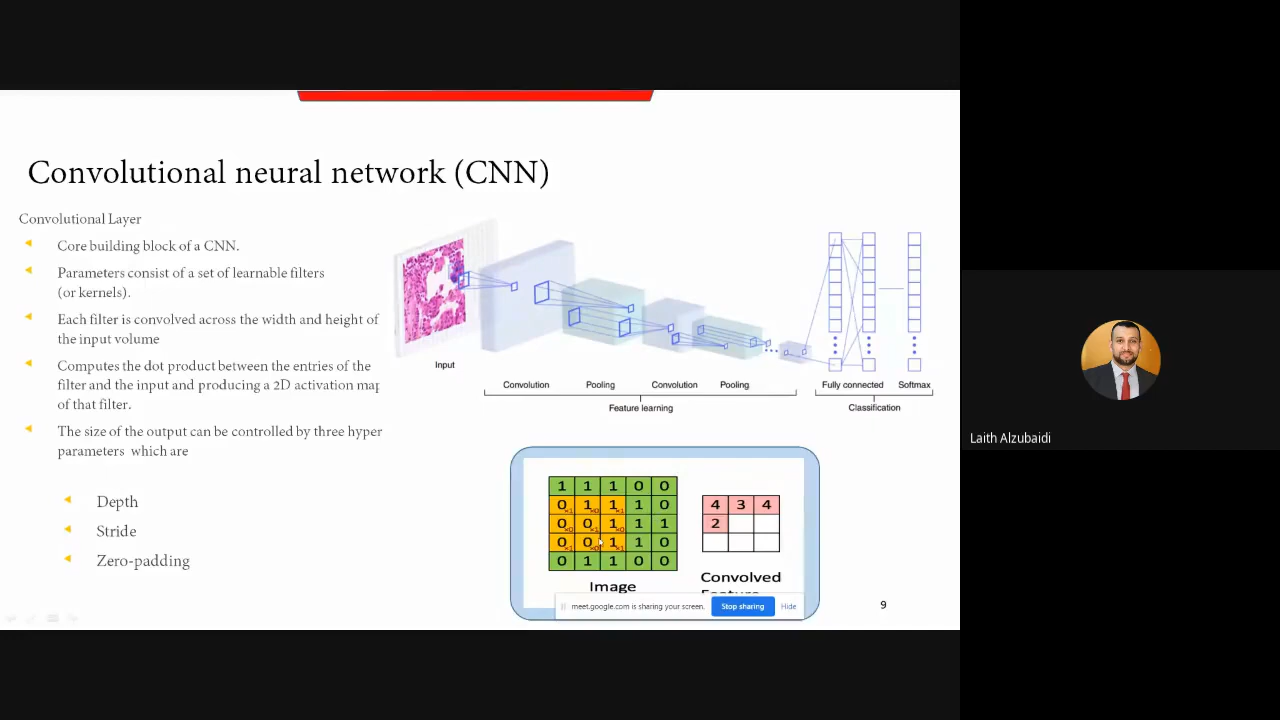 Convolutional neural network (CNN)
Convolutional Layer
Core building block of a CNN.
Parameters consist of a set of learnable filters
(or kernels).
Each filter is convolved across the width and height of
the input volume
Computes the dot product between the entries of the
filter and the input and producing a 2D activation map
of that filter.
The size of the output can be controlled by three hyper
parameters which are
Depth
Stride
Zero-padding
Input
Convolution Pooling Convolution Pooling
Fully connected Softmax
Feature learning
Classification
1 1 1 0 0
0 1 1 1 0
0 0 1 1 1
0 0 1 1 0
0 1 1 0 0
Image
4 3 4
2
Convolved
meet.google.com is sharing your screen. Stop sharing Hide
9
Laith Alzubaidi